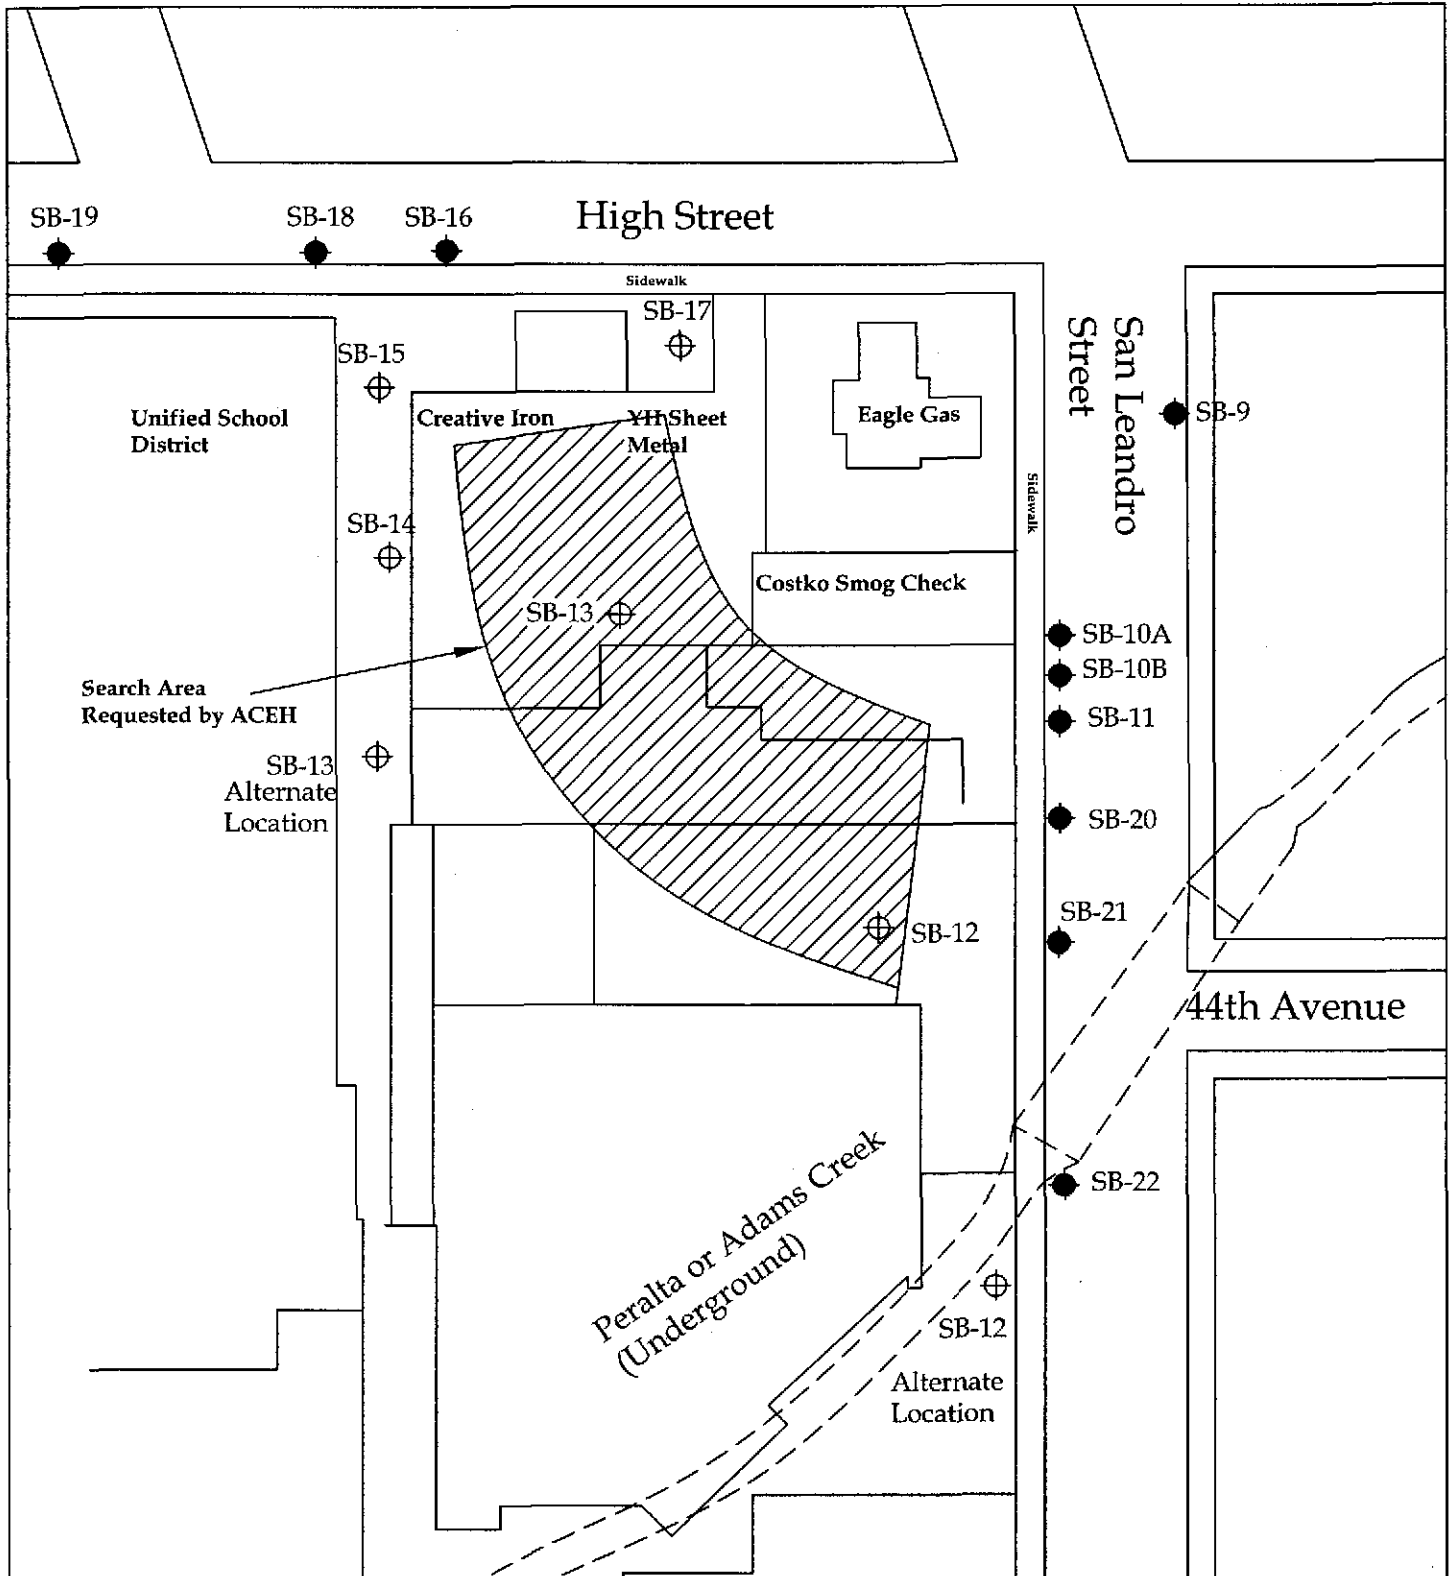 SB-19
SB-18
SB-16
High Street
Sidewalk
SB-17
SB-15
Unified School
District
Creative Iron
YH Sheet
Metal
Eagle Gas
San Leandro
Street
SB-9
Sidewalk
SB-14
Costko Smog Check
SB-13
SB-10A
SB-10B
SB-11
Search Area
Requested by ACEH
SB-13
Alternate
Location
SB-20
SB-21
SB-12
44th Avenue
Peralta or Adams Creek
(Underground)
SB-22
SB-12
Alternate
Location